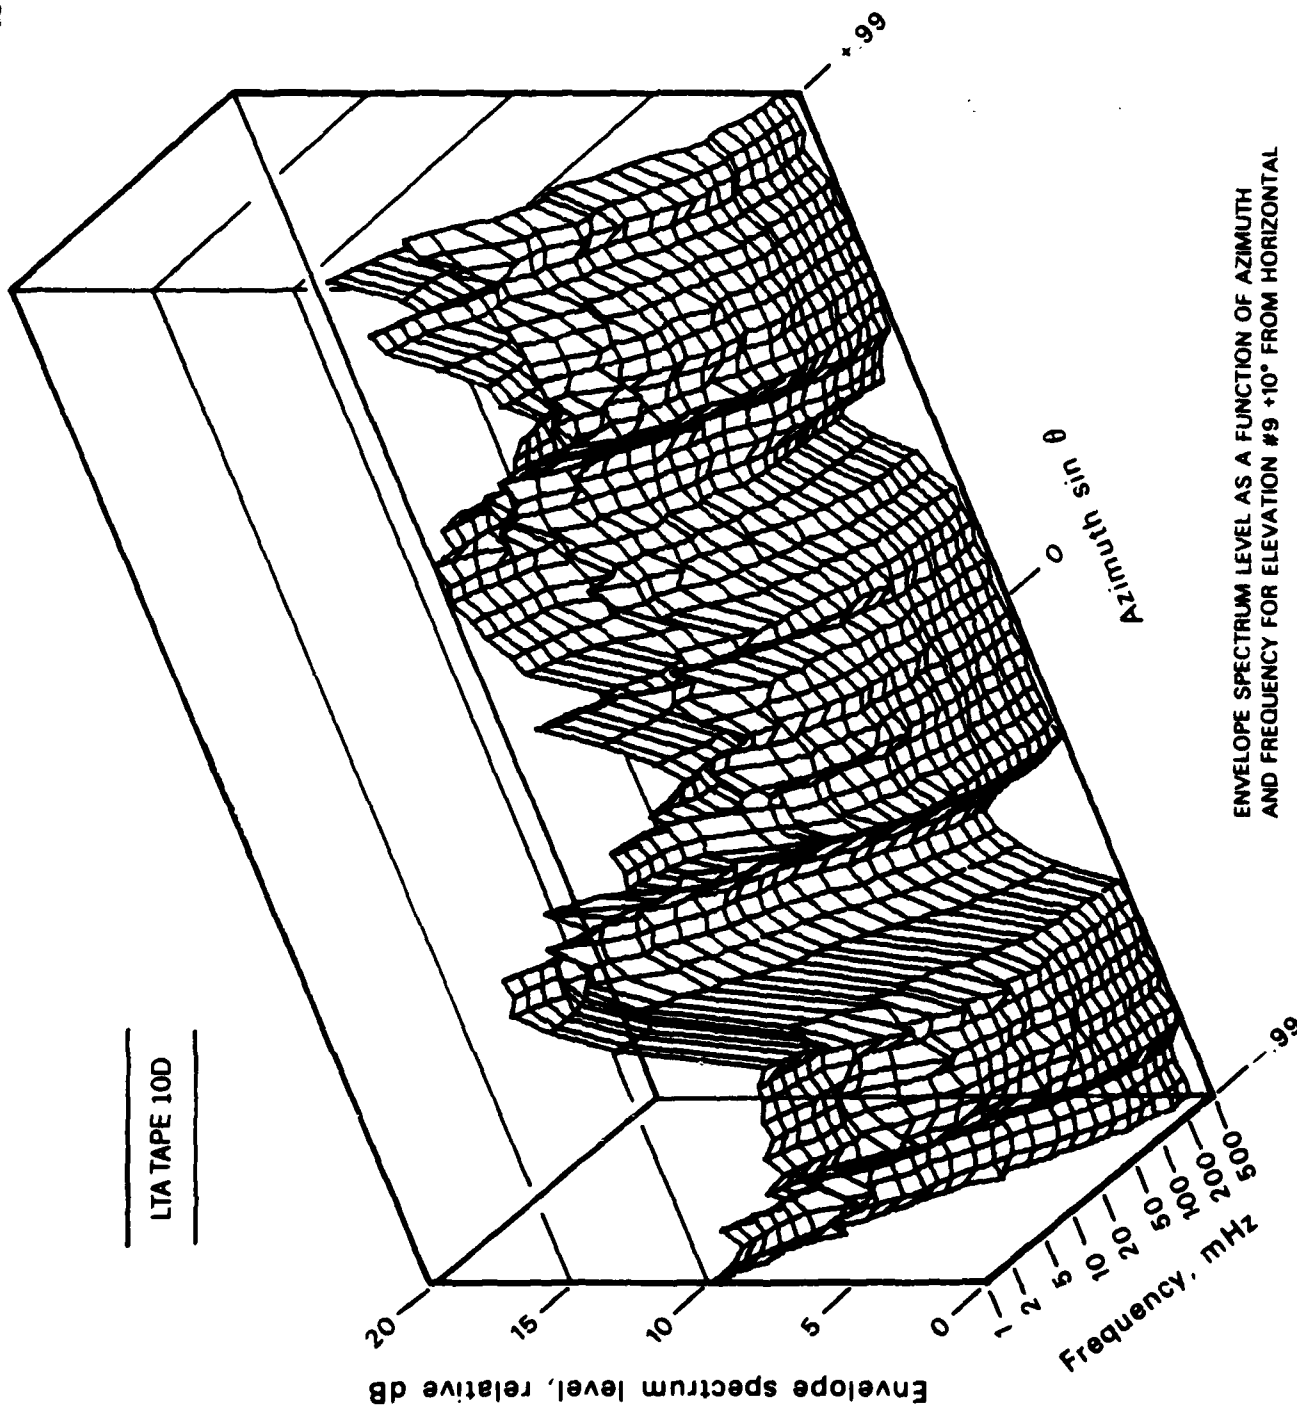 LTA TAPE 10D
Envelope spectrum level, relative dB
20
15
10
5
0
Frequency, mHz
1
2
5
10
20
50
100
200
500
Azimuth sin θ
-.99
0
+.99
ENVELOPE SPECTRUM LEVEL AS A FUNCTION OF AZIMUTH
AND FREQUENCY FOR ELEVATION #9 +10° FROM HORIZONTAL